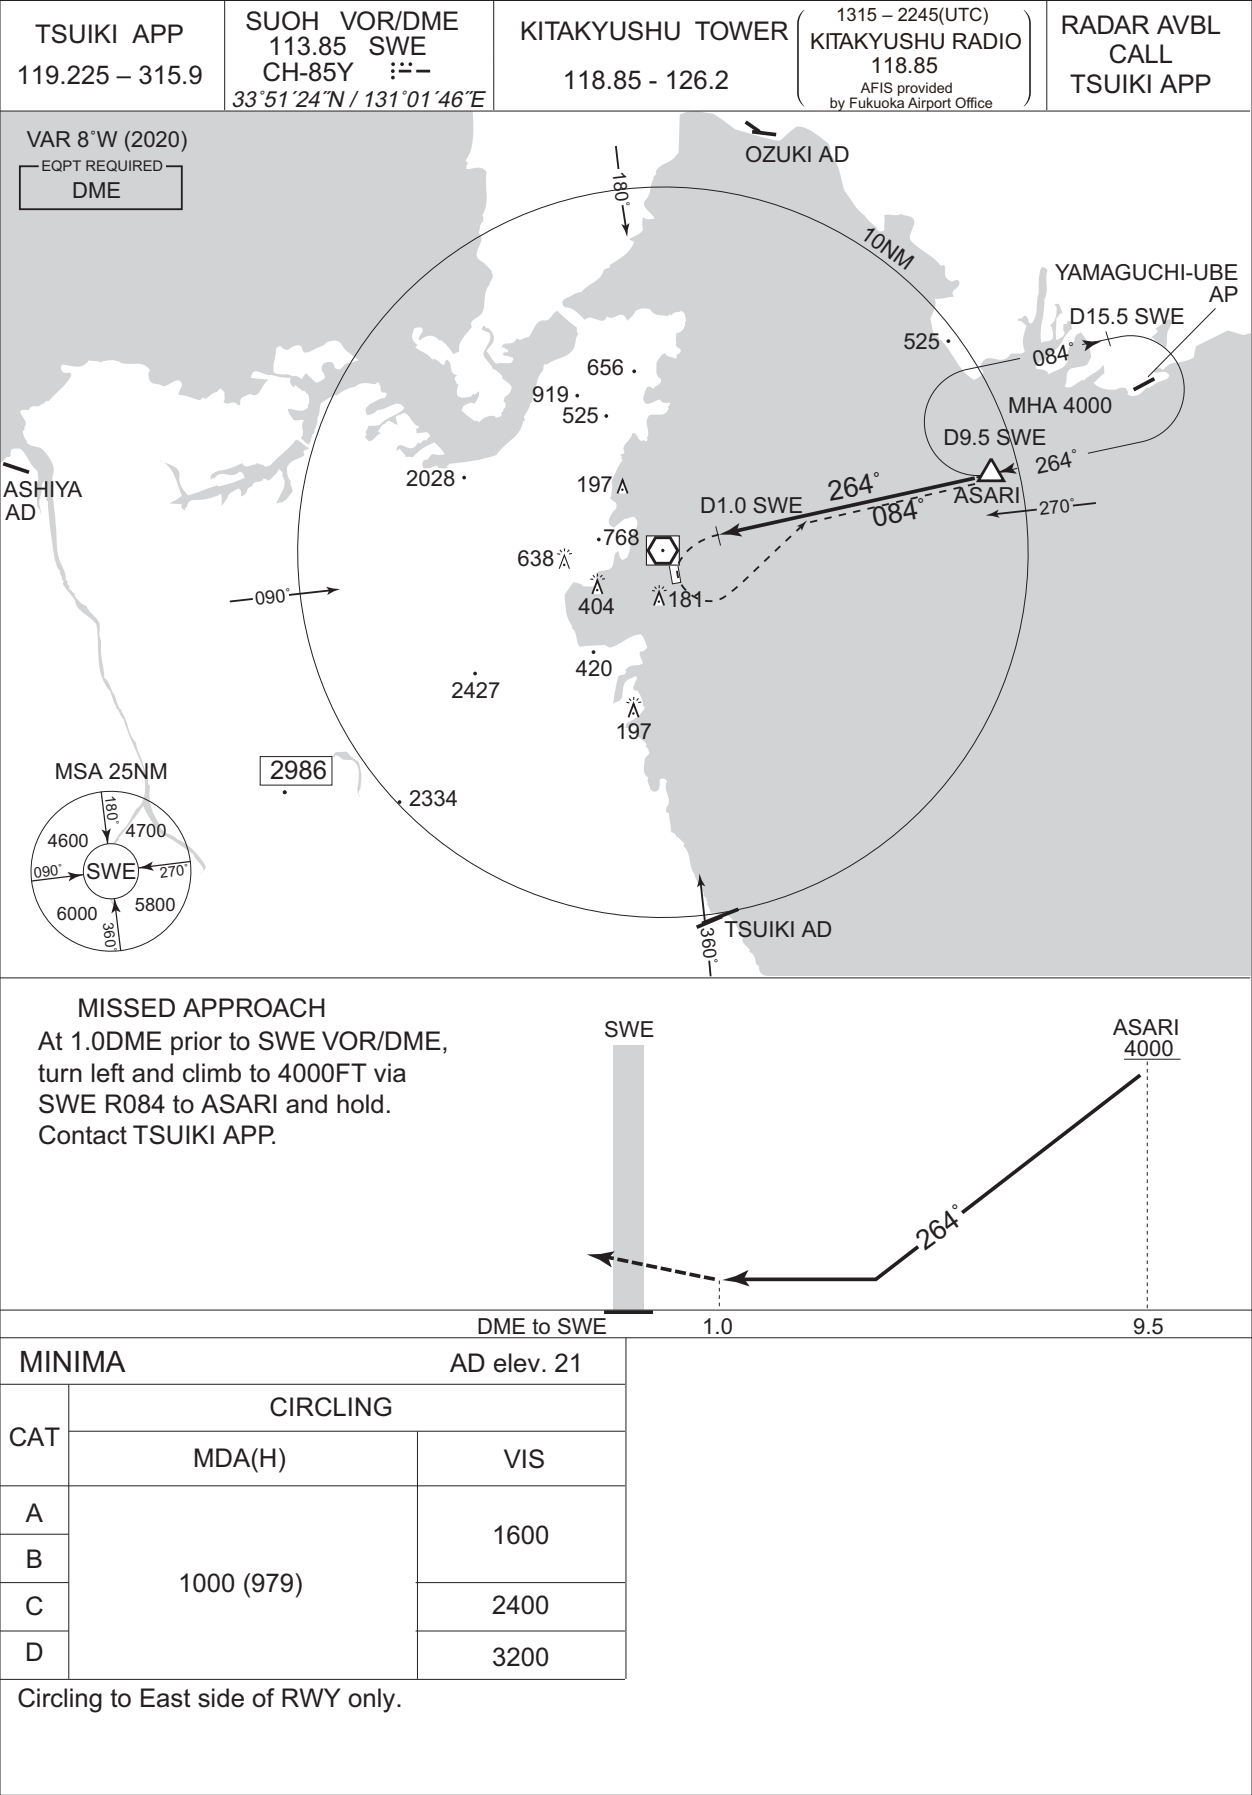 TSUIKI APP
119.225 – 315.9
SUOH VOR/DME
113.85 SWE
CH-85Y
33°51´24˝N / 131°01´46˝E
KITAKYUSHU TOWER
118.85 - 126.2
1315 – 2245(UTC)
KITAKYUSHU RADIO
118.85
AFIS provided
by Fukuoka Airport Office
RADAR AVBL
CALL
TSUIKI APP
VAR 8°W (2020)
EQPT REQUIRED
DME
OZUKI AD
180°
10NM
YAMAGUCHI-UBE
AP
D15.5 SWE
525
084°
656
919
525
MHA 4000
D9.5 SWE
264°
ASARI
2028
197
ASHIYA
AD
D1.0 SWE
264°
084°
270°
768
638
404
181
090°
420
2427
197
MSA 25NM
2986
2334
180°
4600
4700
090°
SWE
270°
6000
5800
360°
TSUIKI AD
360°
MISSED APPROACH
At 1.0DME prior to SWE VOR/DME,
turn left and climb to 4000FT via
SWE R084 to ASARI and hold.
Contact TSUIKI APP.
SWE
ASARI
4000
264°
DME to SWE
1.0
9.5
MINIMA
AD elev. 21
CAT
CIRCLING
MDA(H)
VIS
A
B
C
D
1000 (979)
1600
2400
3200
Circling to East side of RWY only.